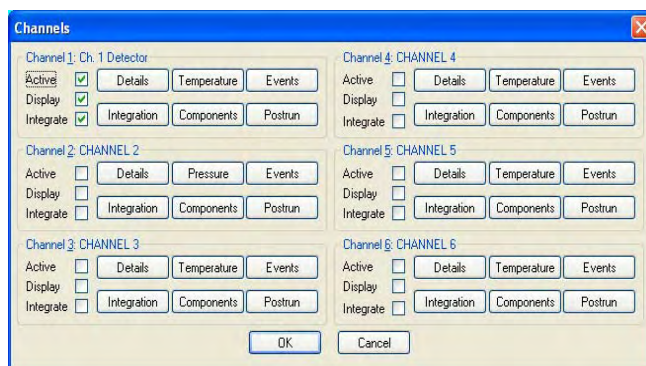 Channels
Channel 1: Ch. 1 Detector
Active Details Temperature Events
Display
Integrate Integration Components Postrun
Channel 2: CHANNEL 2
Active Details Pressure Events
Display
Integrate Integration Components Postrun
Channel 3: CHANNEL 3
Active Details Temperature Events
Display
Integrate Integration Components Postrun
Channel 4: CHANNEL 4
Active Details Temperature Events
Display
Integrate Integration Components Postrun
Channel 5: CHANNEL 5
Active Details Temperature Events
Display
Integrate Integration Components Postrun
Channel 6: CHANNEL 6
Active Details Temperature Events
Display
Integrate Integration Components Postrun
OK Cancel